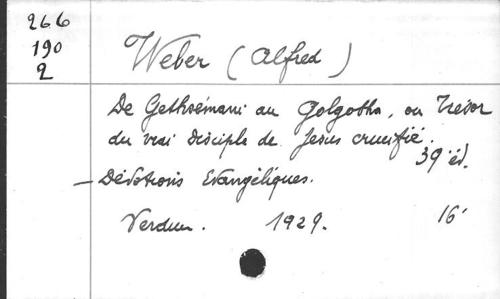 266
190
2
Weber (Alfred)
De Gethsémani au Golgotha, ou Trésor
du vrai disciple de Jésus crucifié.
39 éd.
- Dévotions Evangéliques.
Verdun. 1929. 16°